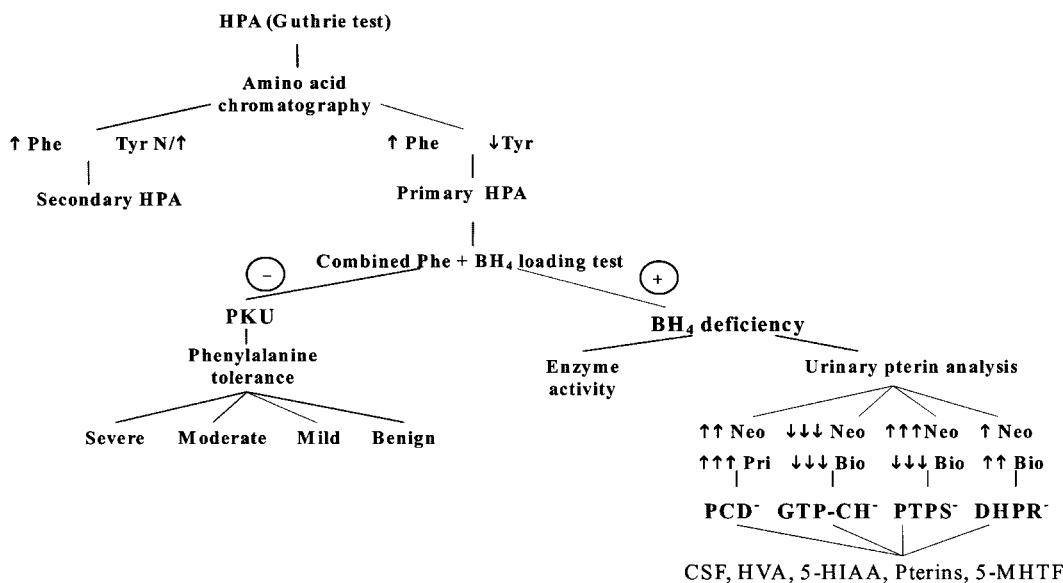 HPA (Guthrie test)
Amino acid
chromatography
↑ Phe Tyr N/↑ ↑ Phe ↓Tyr
Secondary HPA Primary HPA
Combined Phe + BH₄ loading test
− +
PKU BH₄ deficiency
Phenylalanine
tolerance
Enzyme
activity
Urinary pterin analysis
Severe Moderate Mild Benign
↑↑ Neo ↓↓↓ Neo ↑↑↑Neo ↑ Neo
↑↑↑ Pri ↓↓↓ Bio ↓↓↓ Bio ↑↑ Bio
PCD⁻ GTP-CH⁻ PTPS⁻ DHPR⁻
CSF, HVA, 5-HIAA, Pterins, 5-MHTF